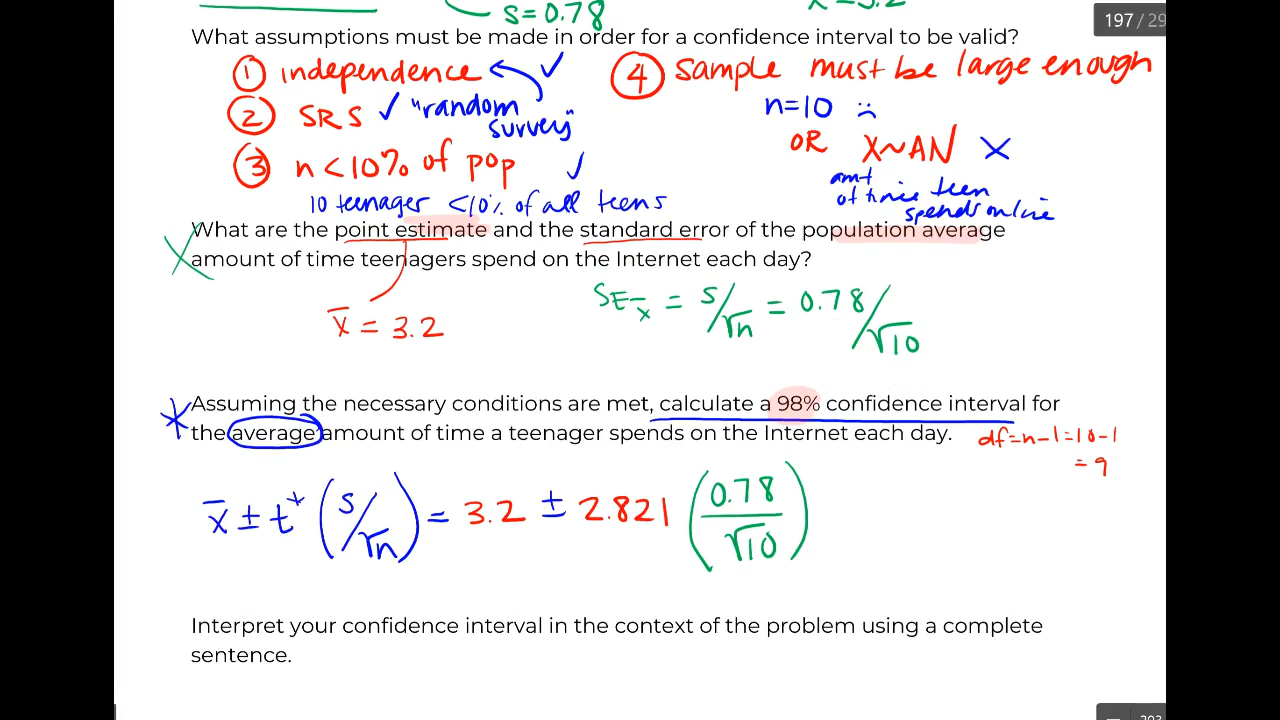 s = 0.78
197 / 29
What assumptions must be made in order for a confidence interval to be valid?
① independence ✓
② SRS ✓ "random survey"
③ n < 10% of pop ✓
10 teenager < 10% of all teens
④ Sample must be large enough
n = 10 ☹
OR X ~ AN X
amt of time teen spends online
What are the point estimate and the standard error of the population average
amount of time teenagers spend on the Internet each day?
x̄ = 3.2
SE x̄ = s/√n = 0.78/√10
Assuming the necessary conditions are met, calculate a 98% confidence interval for
the average amount of time a teenager spends on the Internet each day.
df = n - 1 = 10 - 1
= 9
x̄ ± t* (s/√n) = 3.2 ± 2.821 (0.78/√10)
Interpret your confidence interval in the context of the problem using a complete
sentence.